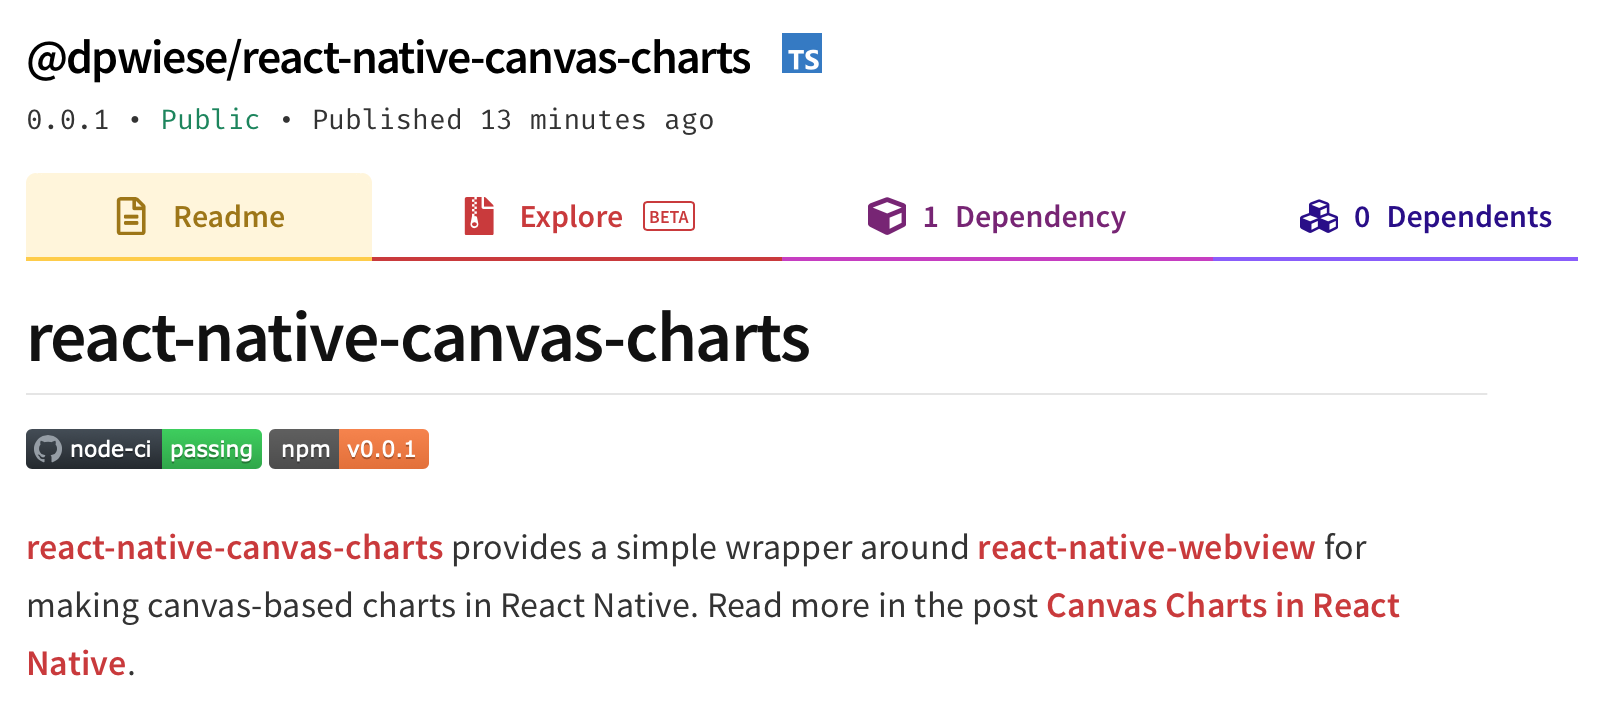 @dpwiese/react-native-canvas-charts TS
0.0.1 • Public • Published 13 minutes ago
Readme Explore BETA 1 Dependency 0 Dependents
react-native-canvas-charts
node-ci passing npm v0.0.1
react-native-canvas-charts provides a simple wrapper around react-native-webview for
making canvas-based charts in React Native. Read more in the post Canvas Charts in React
Native.